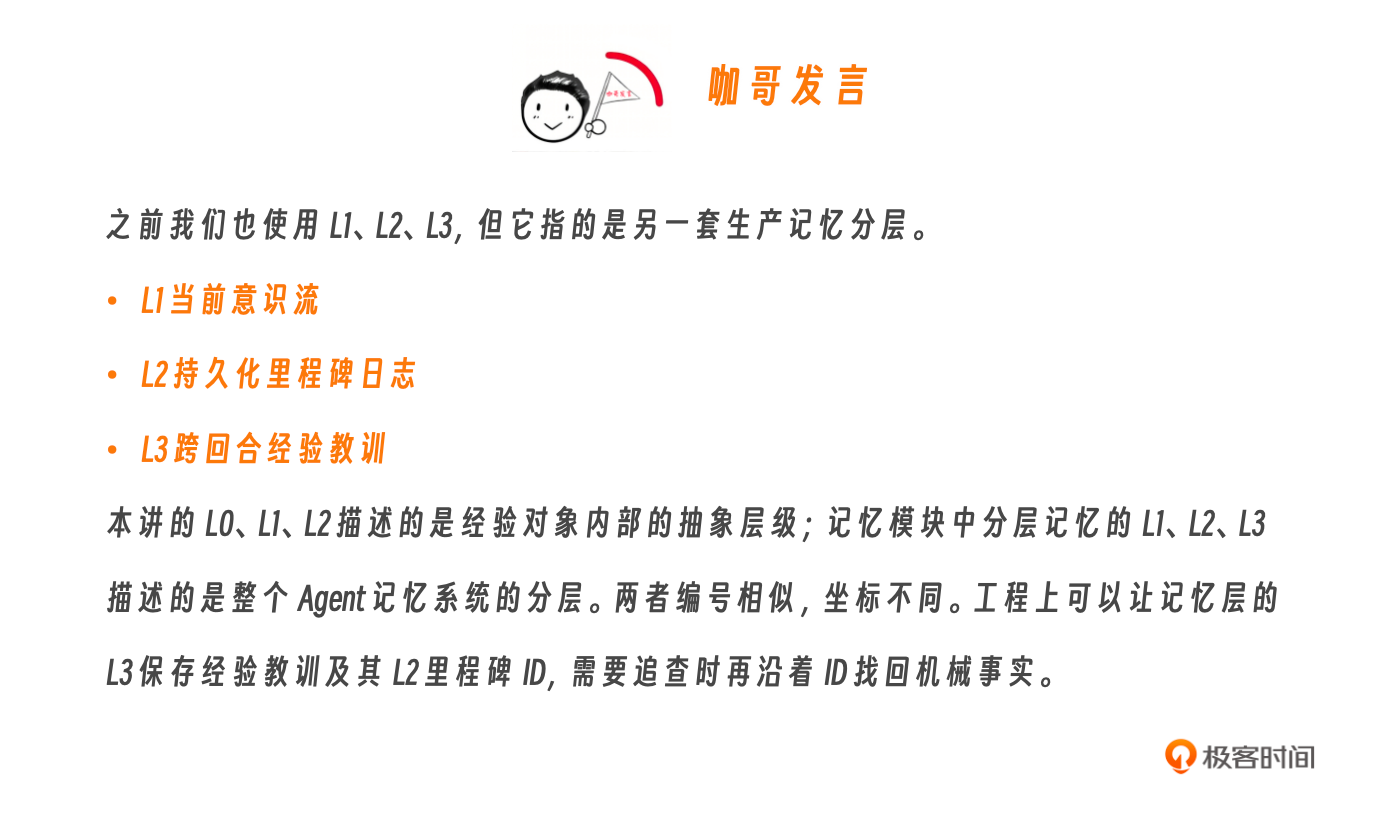 咖哥发言
咖哥发言
之前我们也使用 L1、L2、L3, 但它指的是另一套生产记忆分层。
• L1当前意识流
• L2持久化里程碑日志
• L3跨回合经验教训
本讲的 L0、L1、L2描述的是经验对象内部的抽象层级; 记忆模块中分层记忆的 L1、L2、L3
描述的是整个 Agent记忆系统的分层。两者编号相似, 坐标不同。工程上可以让记忆层的
L3保存经验教训及其 L2里程碑 ID, 需要追查时再沿着 ID找回机械事实。
极客时间